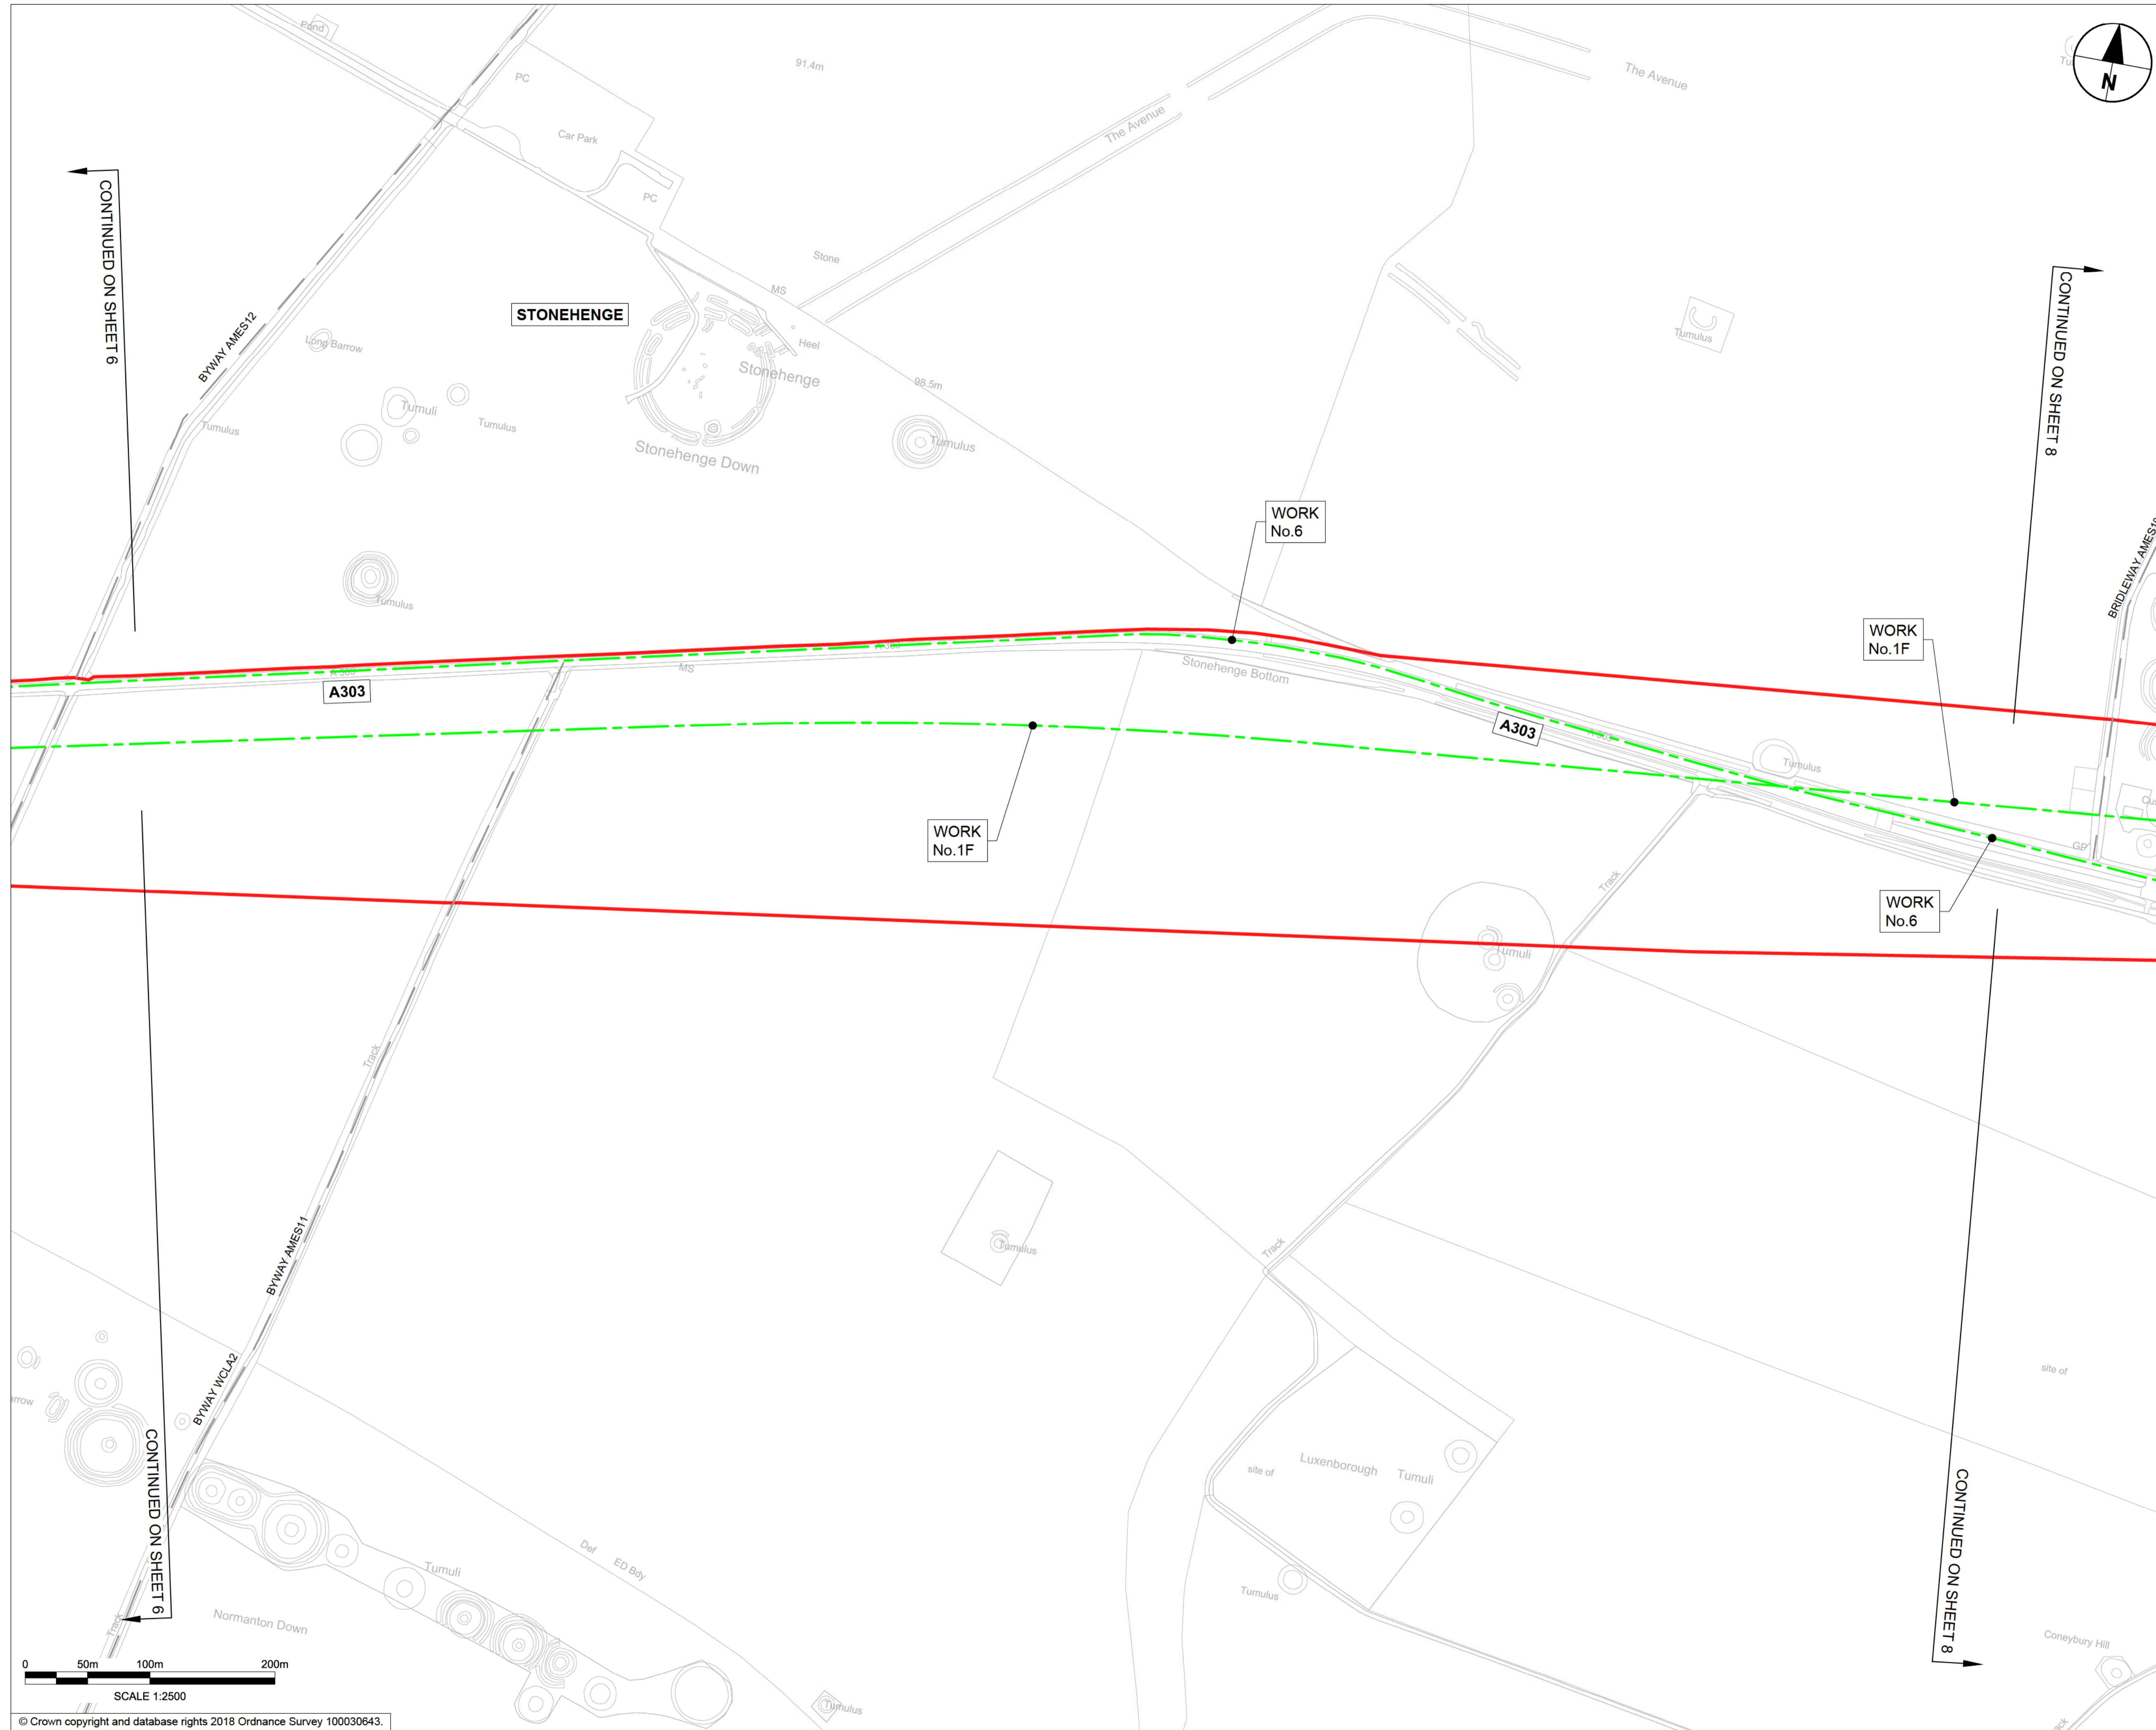 Pond
PC
91.4m
The Avenue
N
Car Park
The Avenue
PC
CONTINUED ON SHEET 6
Stone
MS
STONEHENGE
BYWAY AMES12
Long Barrow
Heel
Stonehenge
Tumulus
CONTINUED ON SHEET 8
98.5m
Tumuli
Tumulus
Tumulus
Tumulus
Stonehenge Down
WORK
No.6
Tumulus
WORK
No.1F
A303
MS
Stonehenge Bottom
A303
Tumulus
WORK
No.1F
GP
WORK
No.6
Track
Tumuli
Track
BYWAY AMES11
Tumulus
Track
BYWAY WCLA2
site of
CONTINUED ON SHEET 6
site of
Luxenborough Tumuli
CONTINUED ON SHEET 8
Def
ED Bdy
Tumuli
Tumulus
Normanton Down
Track
Coneybury Hill
0 50m 100m 200m
SCALE 1:2500
Tumulus
© Crown copyright and database rights 2018 Ordnance Survey 100030643.